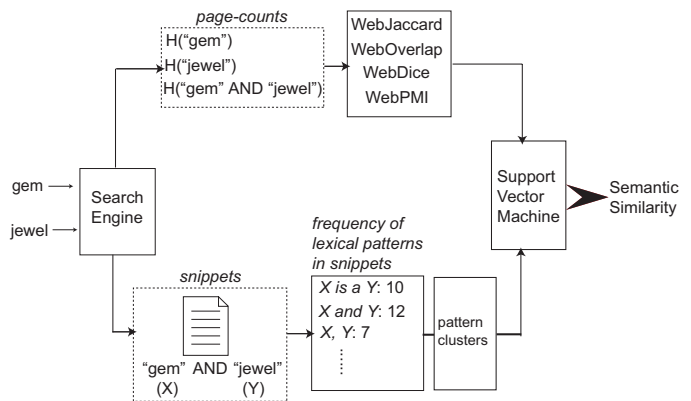 page-counts
H(“gem”)
H(“jewel”)
H(“gem” AND “jewel”)
WebJaccard
WebOverlap
WebDice
WebPMI
gem
jewel
Search
Engine
Support
Vector
Machine
Semantic
Similarity
snippets
“gem” AND “jewel”
(X) (Y)
frequency of
lexical patterns
in snippets
X is a Y: 10
X and Y: 12
X, Y: 7
pattern
clusters